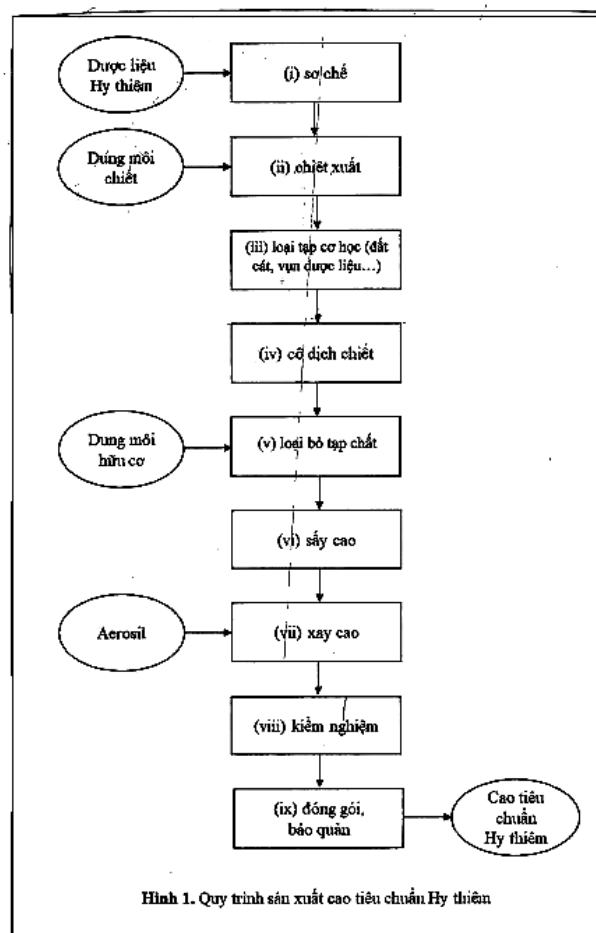 Dược liệu
Hy thiêm
(i) sơ chế
Dung môi
chiết
(ii) chiết xuất
(iii) loại tạp cơ học (đất
cát, vụn dược liệu…)
(iv) cô dịch chiết
Dung môi
hữu cơ
(v) loại bỏ tạp chất
(vi) sấy cao
Aerosil
(vii) xay cao
(viii) kiểm nghiệm
(ix) đóng gói,
bảo quản
Cao tiêu
chuẩn
Hy thiêm
Hình 1. Quy trình sản xuất cao tiêu chuẩn Hy thiêm